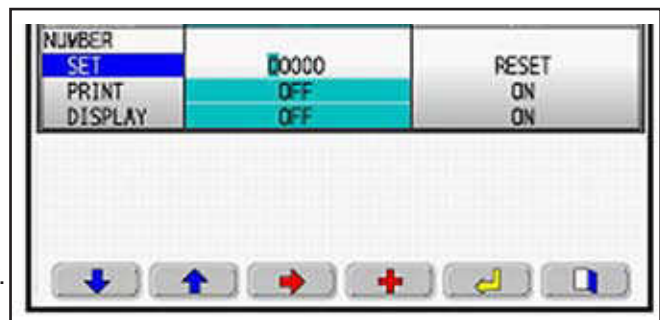 NUMBER
SET 00000 RESET
PRINT OFF ON
DISPLAY OFF ON
.